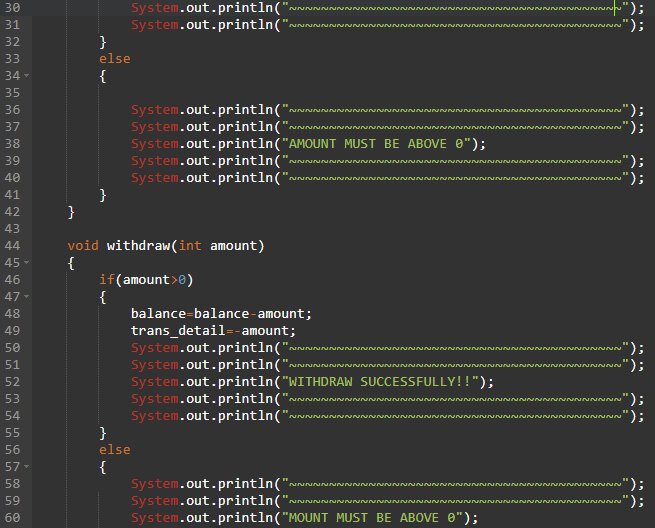 30 System.out.println("~~~~~~~~~~~~~~~~~~~~~~~~~~~~~~~~~~~~~~~~~~");
31 System.out.println("~~~~~~~~~~~~~~~~~~~~~~~~~~~~~~~~~~~~~~~~~~");
32 }
33 else
34 {
35
36 System.out.println("~~~~~~~~~~~~~~~~~~~~~~~~~~~~~~~~~~~~~~~~~~");
37 System.out.println("~~~~~~~~~~~~~~~~~~~~~~~~~~~~~~~~~~~~~~~~~~");
38 System.out.println("AMOUNT MUST BE ABOVE 0");
39 System.out.println("~~~~~~~~~~~~~~~~~~~~~~~~~~~~~~~~~~~~~~~~~~");
40 System.out.println("~~~~~~~~~~~~~~~~~~~~~~~~~~~~~~~~~~~~~~~~~~");
41 }
42 }
43
44 void withdraw(int amount)
45 {
46 if(amount>0)
47 {
48 balance=balance-amount;
49 trans_detail=-amount;
50 System.out.println("~~~~~~~~~~~~~~~~~~~~~~~~~~~~~~~~~~~~~~~~~~");
51 System.out.println("~~~~~~~~~~~~~~~~~~~~~~~~~~~~~~~~~~~~~~~~~~");
52 System.out.println("WITHDRAW SUCCESSFULLY!!");
53 System.out.println("~~~~~~~~~~~~~~~~~~~~~~~~~~~~~~~~~~~~~~~~~~");
54 System.out.println("~~~~~~~~~~~~~~~~~~~~~~~~~~~~~~~~~~~~~~~~~~");
55 }
56 else
57 {
58 System.out.println("~~~~~~~~~~~~~~~~~~~~~~~~~~~~~~~~~~~~~~~~~~");
59 System.out.println("~~~~~~~~~~~~~~~~~~~~~~~~~~~~~~~~~~~~~~~~~~");
60 System.out.println("MOUNT MUST BE ABOVE 0");